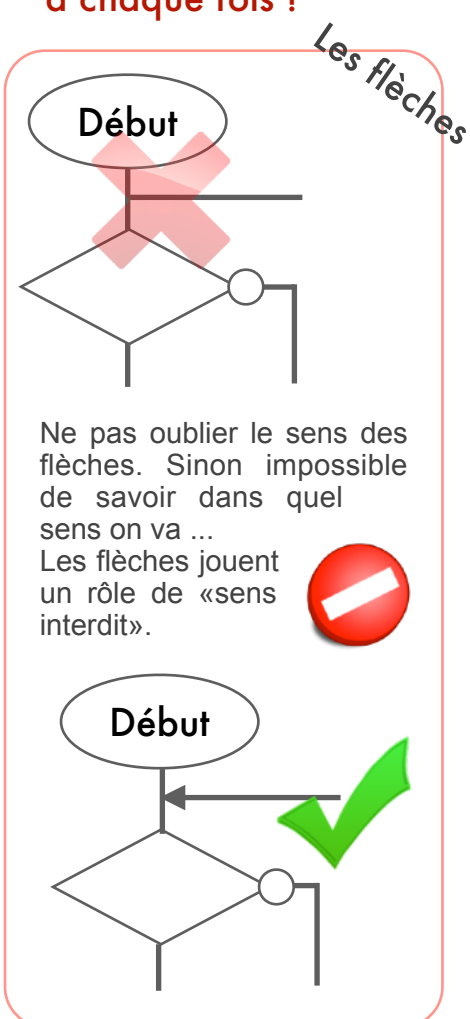 à chaque fois !
Les flèches
Début
Ne pas oublier le sens des
flèches. Sinon impossible
de savoir dans quel
sens on va ...
Les flèches jouent
un rôle de «sens
interdit».
Début